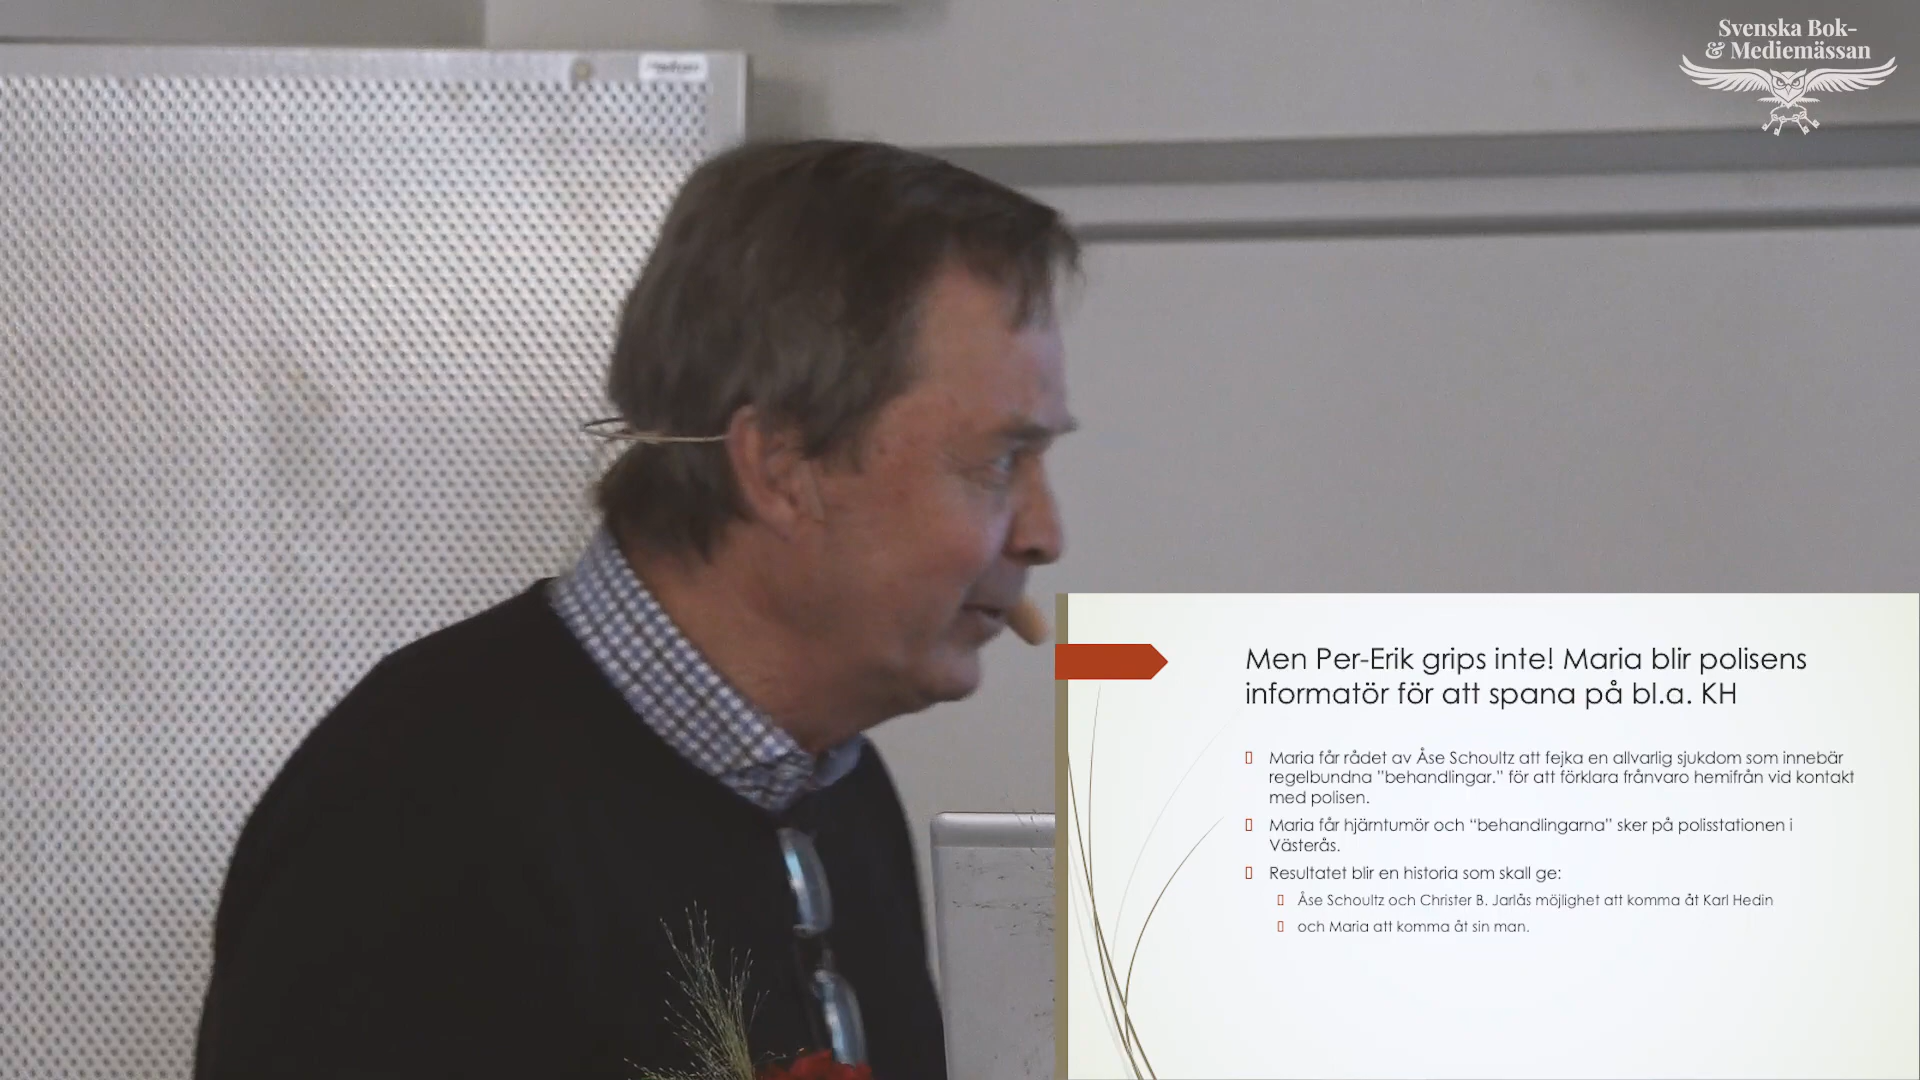 Svenska Bok-
& Mediemässan
Men Per-Erik grips inte! Maria blir polisens
informatör för att spana på bl.a. KH
Maria får rådet av Åse Schoultz att fejka en allvarlig sjukdom som innebär
regelbundna "behandlingar." för att förklara frånvaro hemifrån vid kontakt
med polisen.
Maria får hjärntumör och "behandlingarna" sker på polisstationen i
Västerås.
Resultatet blir en historia som skall ge:
Åse Schoultz och Christer B. Jarlås möjlighet att komma åt Karl Hedin
och Maria att komma åt sin man.